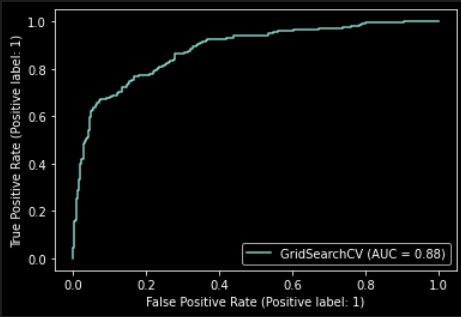 True Positive Rate (Positive label: 1)
1.0
0.8
0.6
0.4
0.2
0.0
GridSearchCV (AUC = 0.88)
0.0 0.2 0.4 0.6 0.8 1.0
False Positive Rate (Positive label: 1)